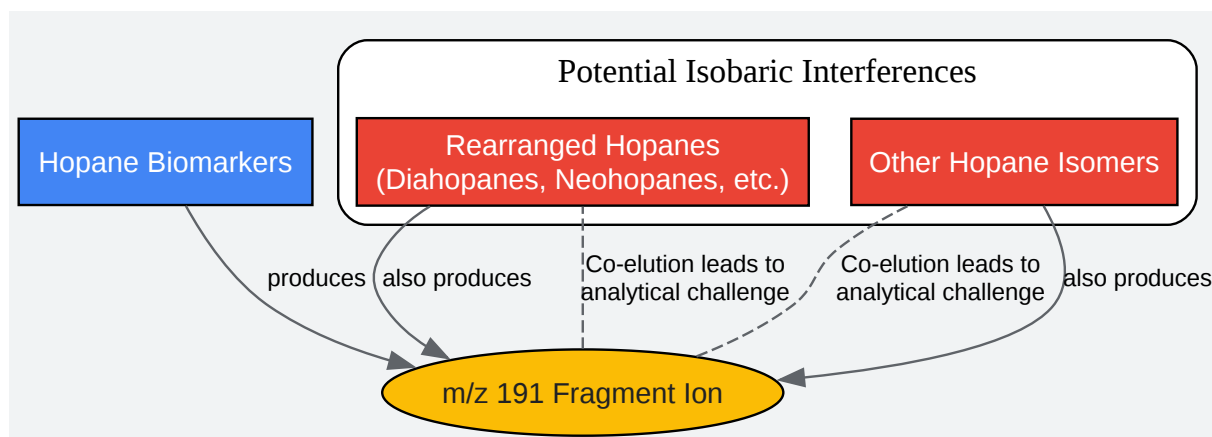 Potential Isobaric Interferences
Hopane Biomarkers
Rearranged Hopanes
(Diahopanes, Neohopanes, etc.)
Other Hopane Isomers
produces
also produces
Co-elution leads to
analytical challenge
Co-elution leads to
analytical challenge
also produces
m/z 191 Fragment Ion